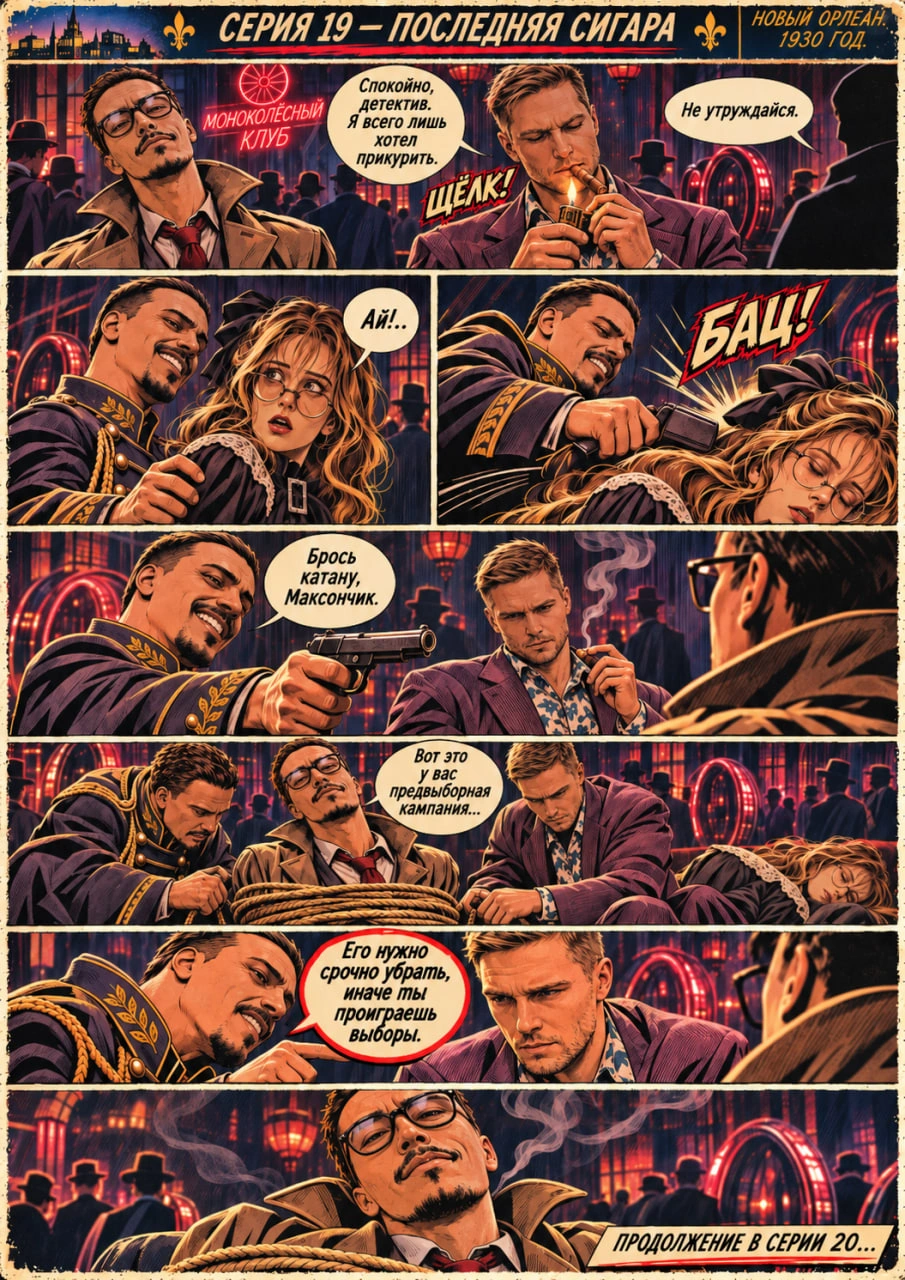 СЕРИЯ 19 – ПОСЛЕДНЯЯ СИГАРА
НОВЫЙ ОРЛЕАН.
1930 ГОД.
МОНОКОЛЁСНЫЙ
КЛУБ
Спокойно,
детектив.
Я всего лишь
хотел
прикурить.
ЩЁЛК!
Не утруждайся.
Ай!..
БАЦ!
Брось
катану,
Максончик.
Вот это
у вас
предвыборная
кампания...
Его нужно
срочно убрать,
иначе ты
проиграешь
выборы.
ПРОДОЛЖЕНИЕ В СЕРИИ 20...